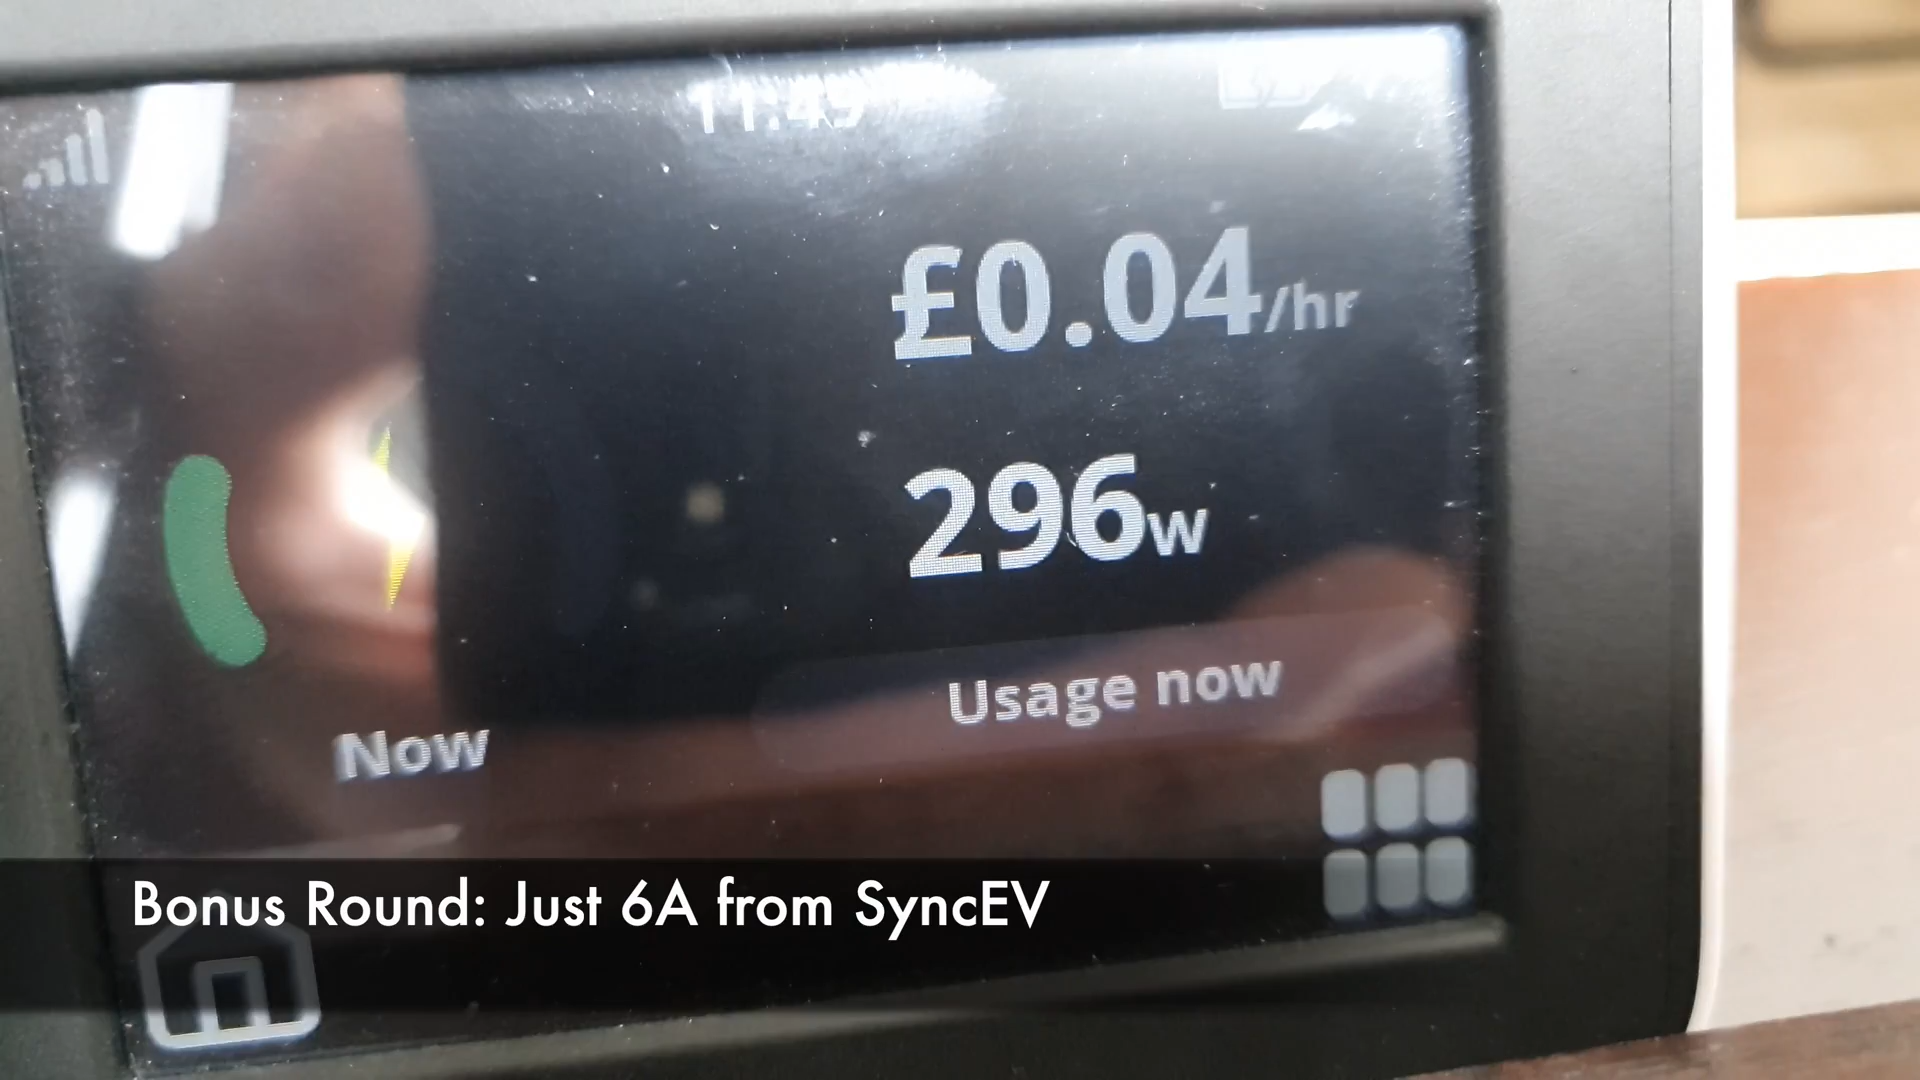 11:49
£0.04/hr
296w
Usage now
Now
Bonus Round: Just 6A from SyncEV